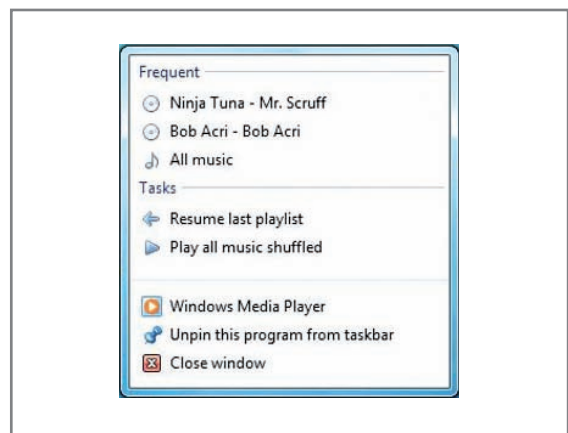 Frequent
Ninja Tuna - Mr. Scruff
Bob Acri - Bob Acri
All music
Tasks
Resume last playlist
Play all music shuffled
Windows Media Player
Unpin this program from taskbar
Close window